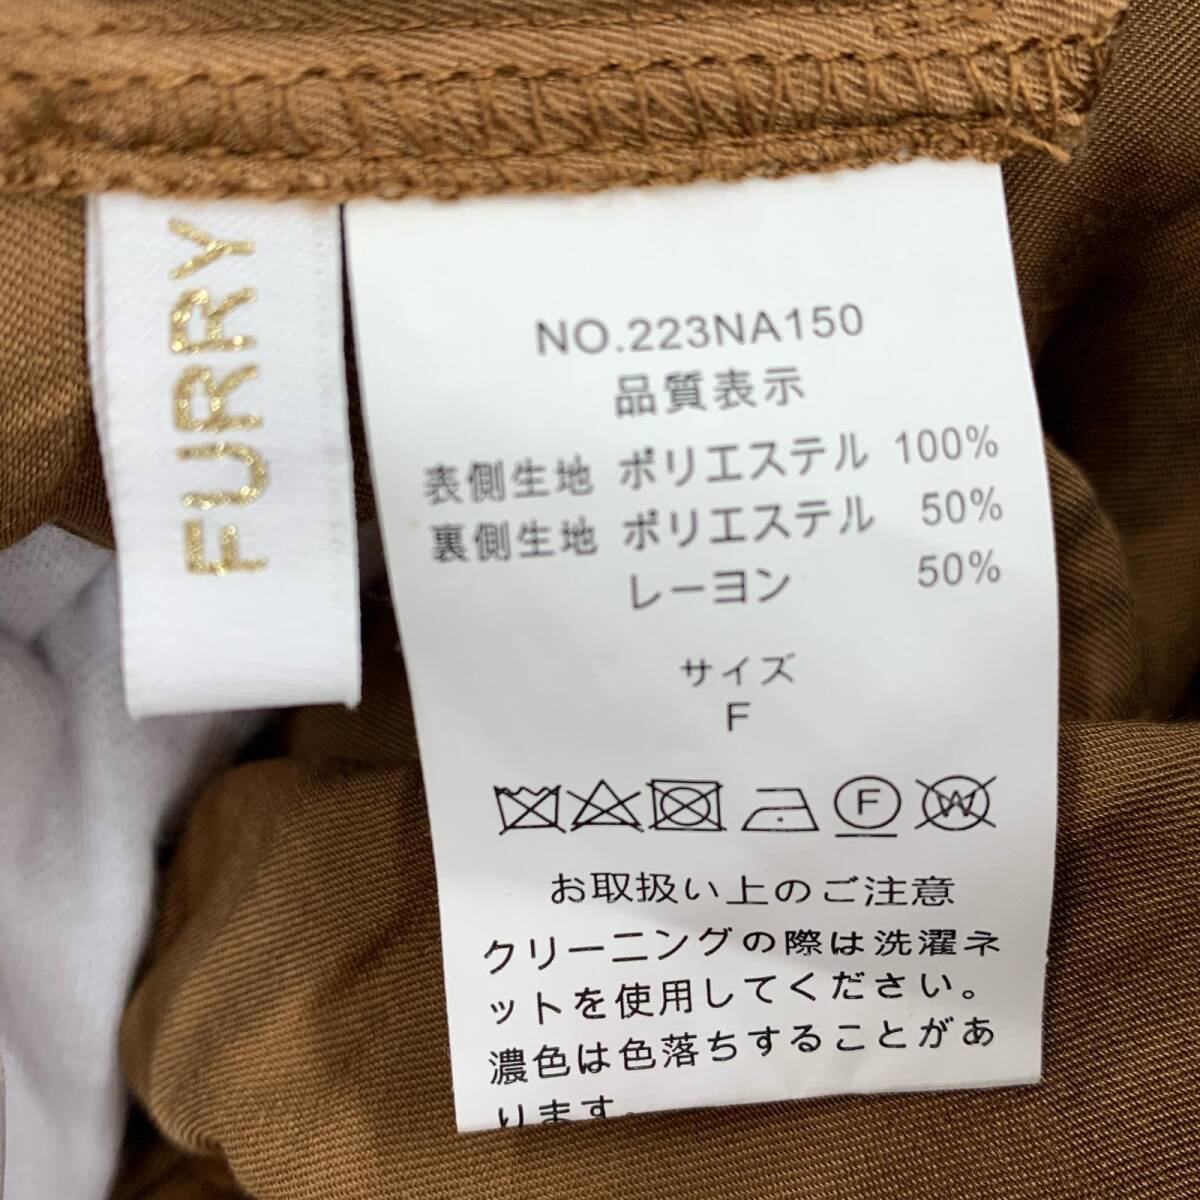 FURRY
NO.223NA150
品質表示
表側生地 ポリエステル 100%
裏側生地 ポリエステル 50%
レーヨン 50%
サイズ
F
F W
お取扱い上のご注意
クリーニングの際は洗濯ネ
ットを使用してください。
濃色は色落ちすることがあ
ります。